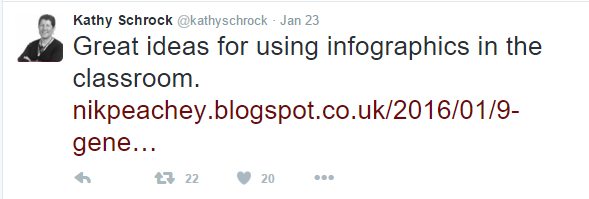 Kathy Schrock @kathyschrock · Jan 23
Great ideas for using infographics in the
classroom.
nikpeachey.blogspot.co.uk/2016/01/9-
gene…
22 20